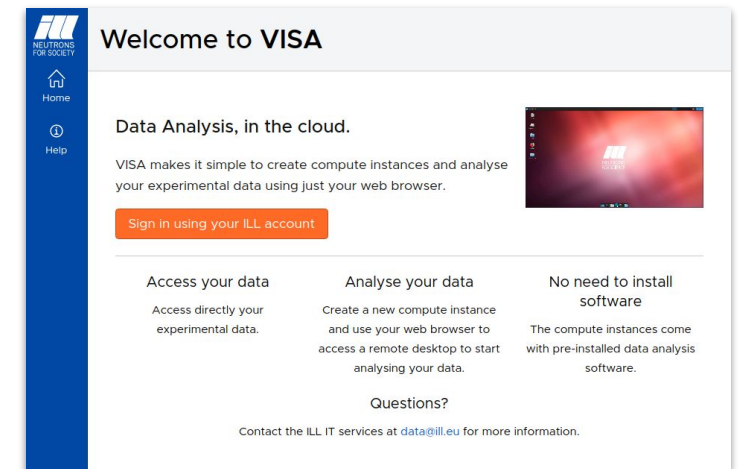 NEUTRONS
FOR SOCIETY
Home
Help
Welcome to VISA
Data Analysis, in the cloud.
VISA makes it simple to create compute instances and analyse
your experimental data using just your web browser.
Sign in using your ILL account
Access your data
Access directly your
experimental data.
Analyse your data
Create a new compute instance
and use your web browser to
access a remote desktop to start
analysing your data.
No need to install
software
The compute instances come
with pre-installed data analysis
software.
Questions?
Contact the ILL IT services at data@ill.eu for more information.